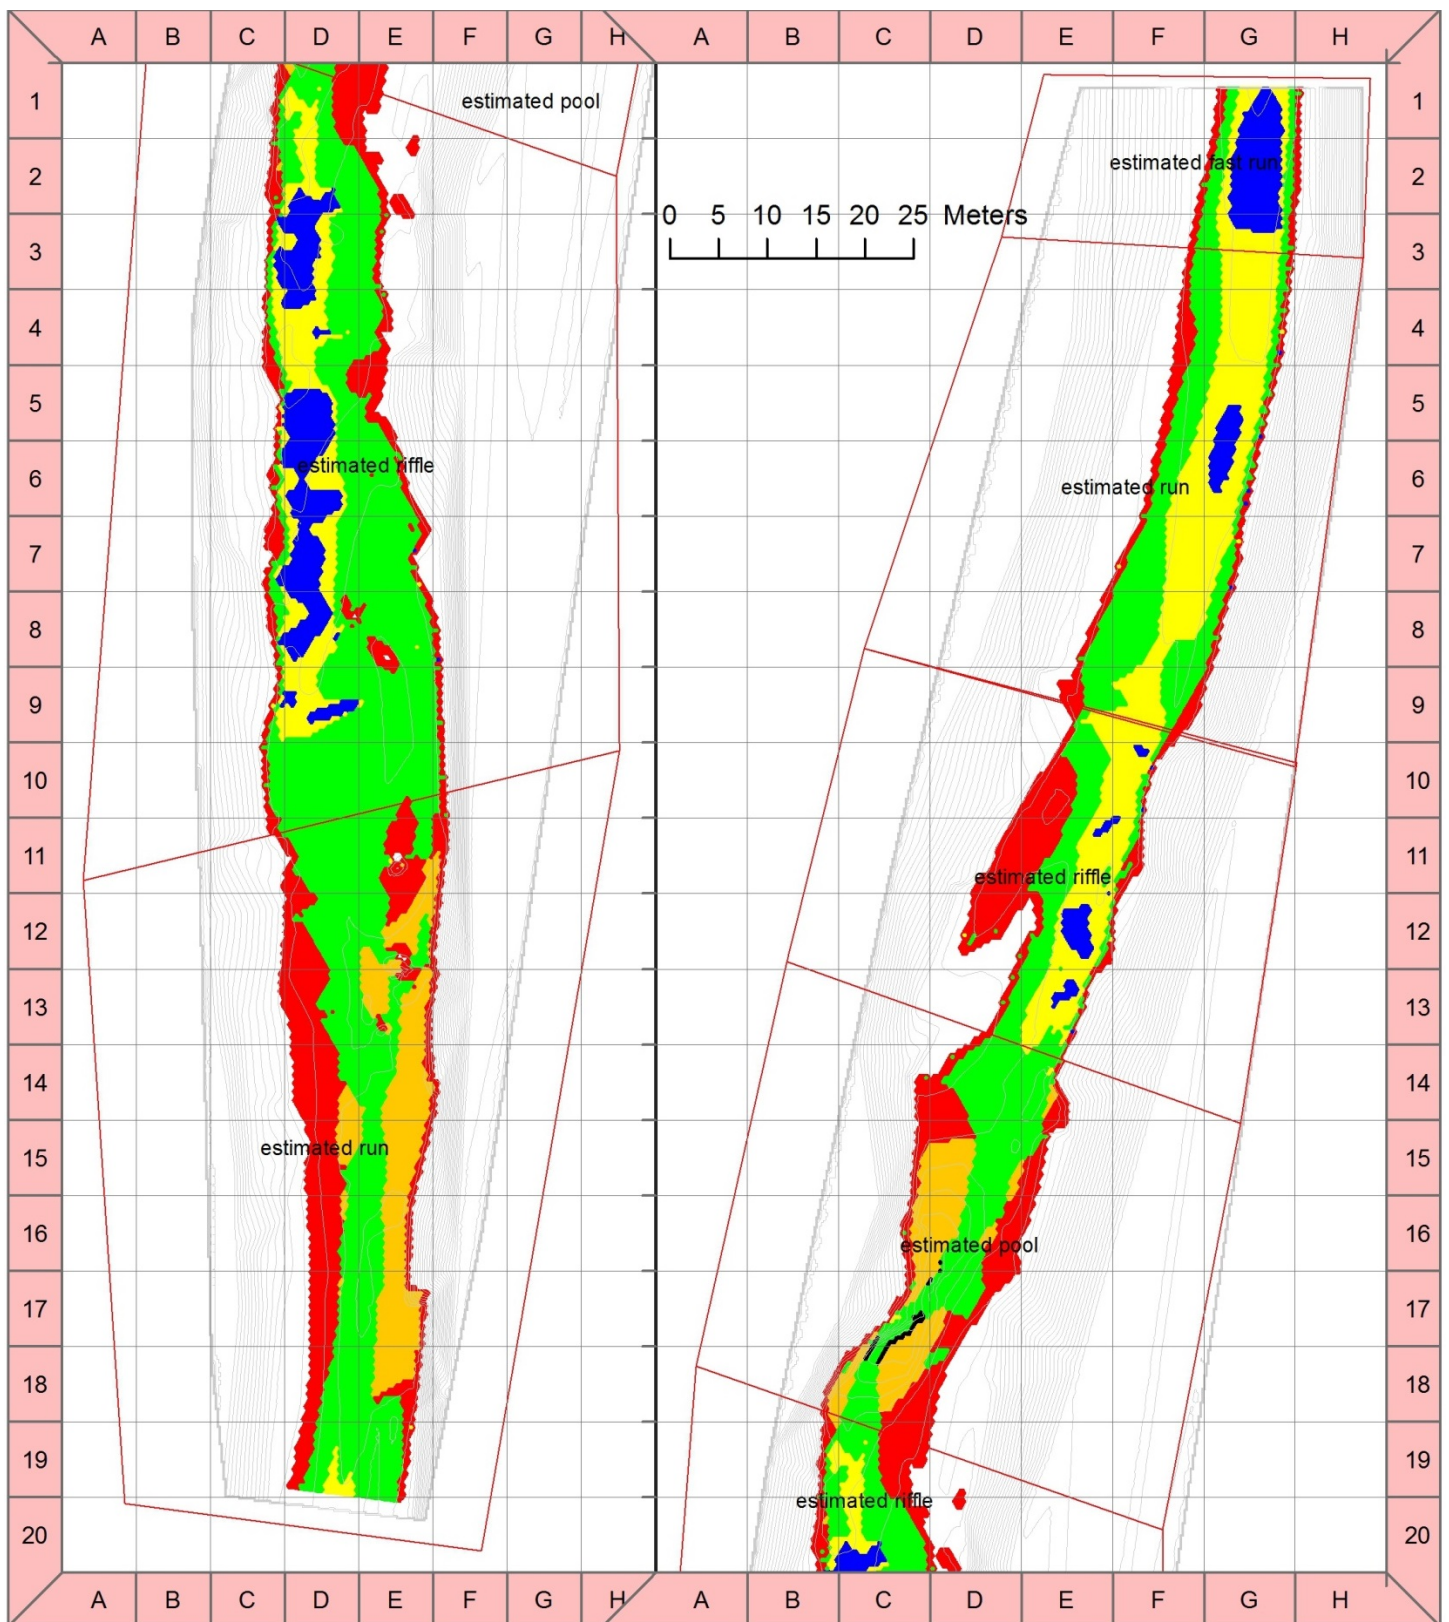 A B C D E F G H A B C D E F G H
1 estimated pool 1
2 estimated fast run 2
0 5 10 15 20 25 Meters
3 3
4 4
5 5
estimated riffle
6 estimated run 6
7 7
8 8
9 9
10 10
11 estimated riffle 11
12 12
13 13
14 14
15 estimated run 15
16 estimated pool 16
17 17
18 18
19 19
estimated riffle
20 20
A B C D E F G H A B C D E F G H